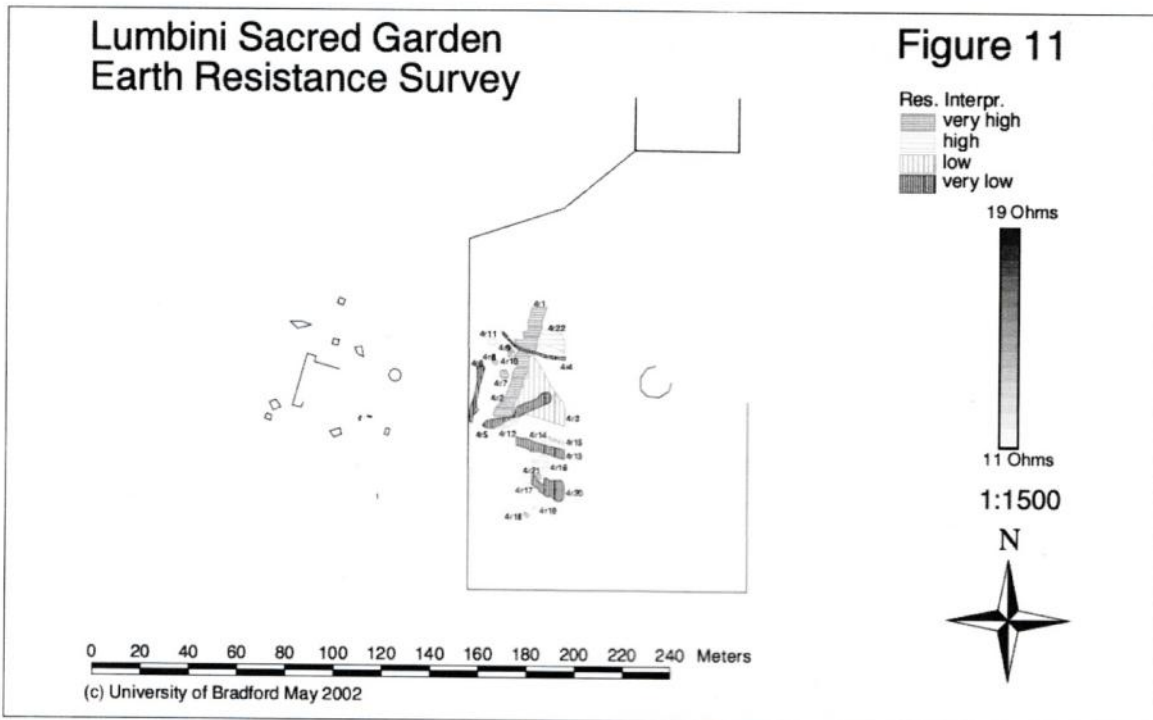 Lumbini Sacred Garden
Earth Resistance Survey
Figure 11
Res. Interpr.
very high
high
low
very low
19 Ohms
11 Ohms
1:1500
N
4r1
4r22
4r11
4r9
4r8
4r10
4r4
4r6
4r7
4r2
4r3
4r5
4r12
4r14
4r15
4r13
4r16
4r21
4r17
4r20
4r19
4r18
0 20 40 60 80 100 120 140 160 180 200 220 240 Meters
(c) University of Bradford May 2002